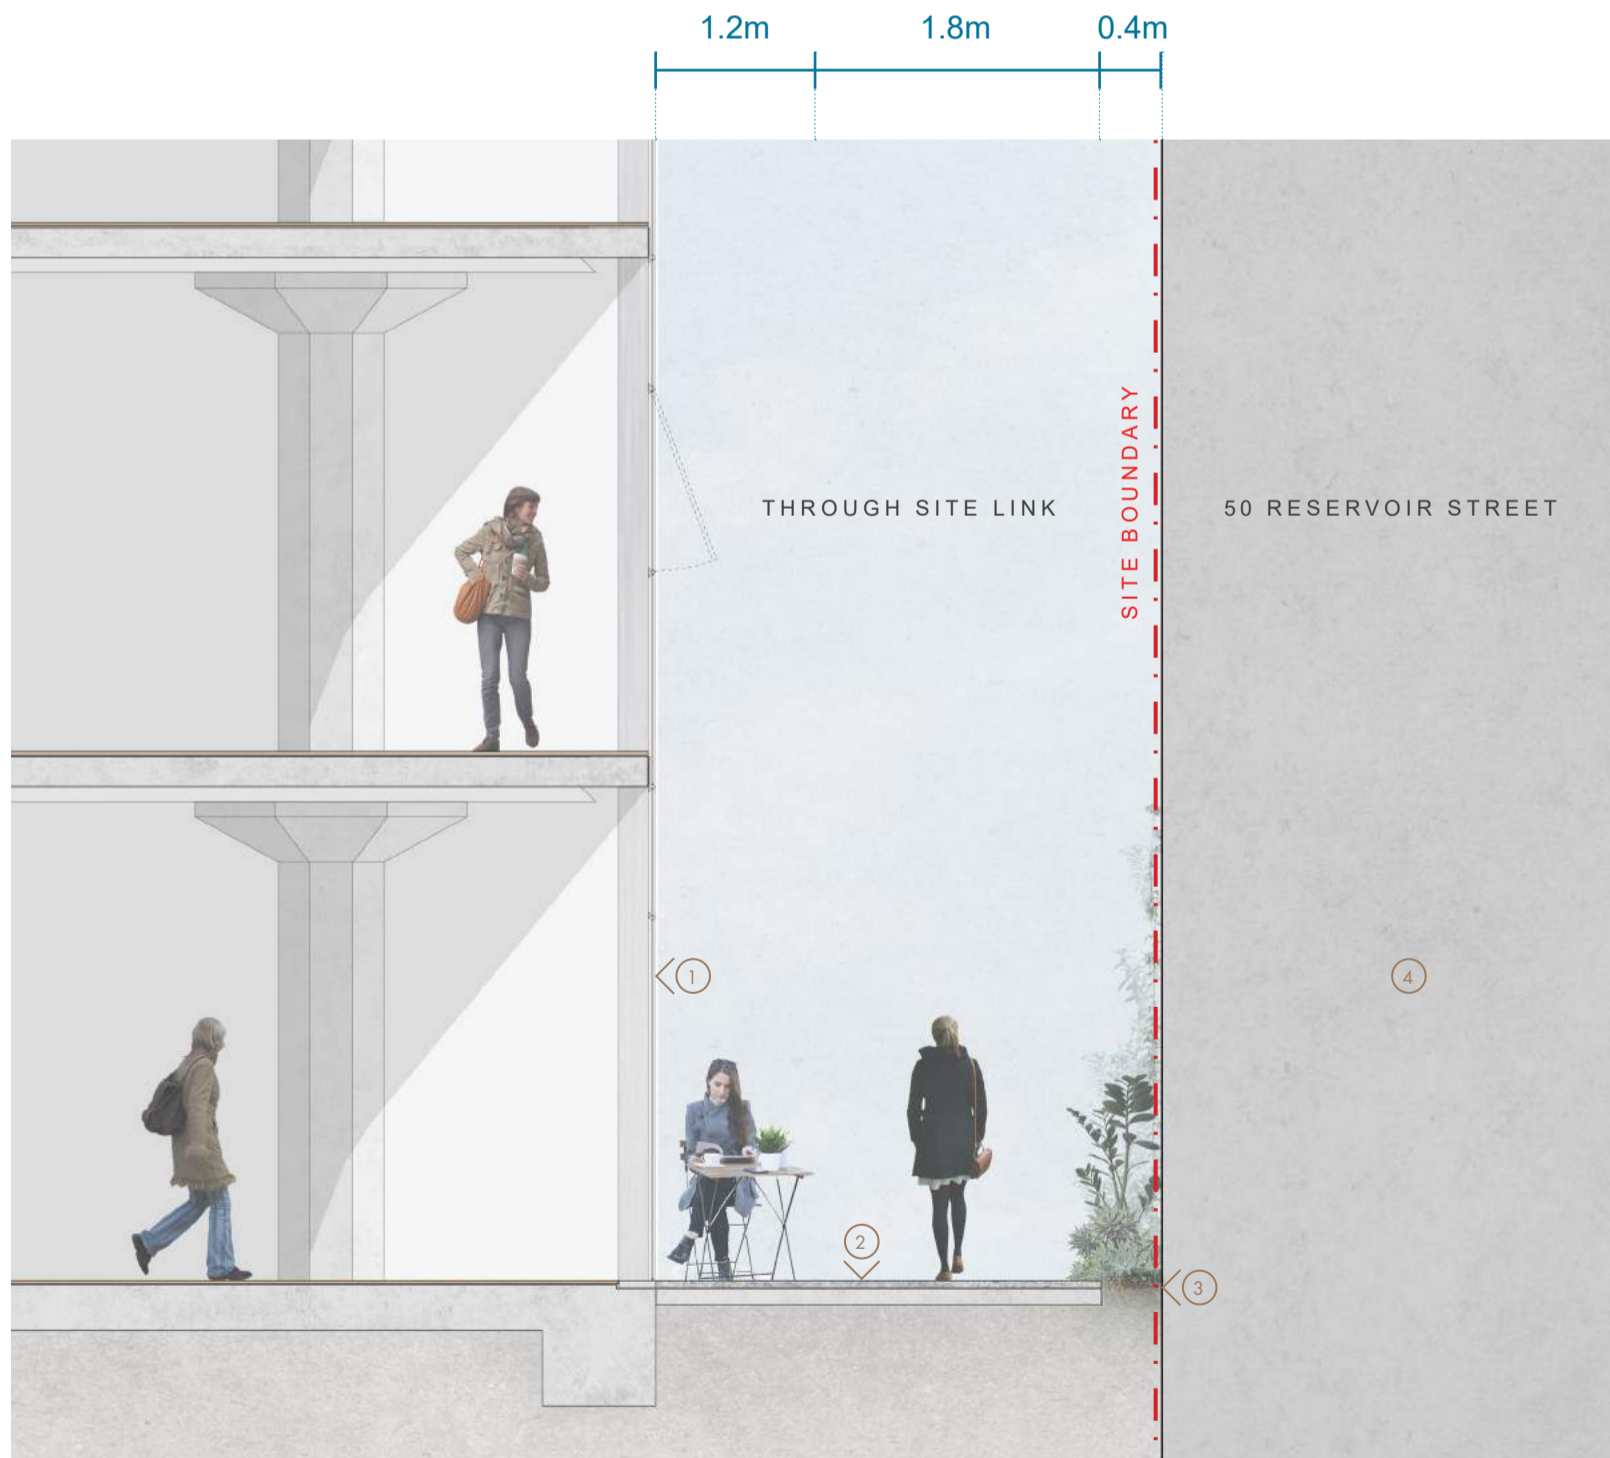 1.2m 1.8m 0.4m
THROUGH SITE LINK
SITE BOUNDARY
50 RESERVOIR STREET
1
4
2
3